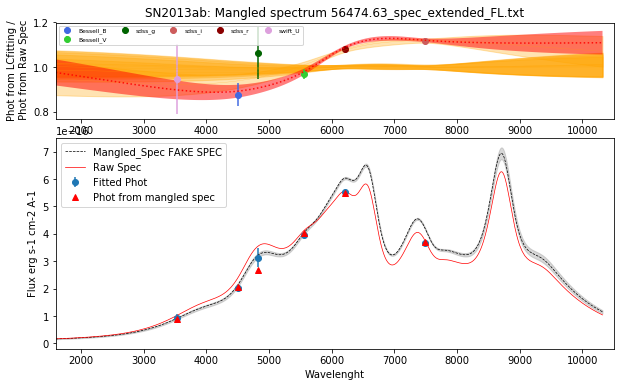 SN2013ab: Mangled spectrum 56474.63_spec_extended_FL.txt
Phot from LCfitting /
Phot from Raw Spec
1.2
1.0
0.8
Bessell_B sdss_g sdss_i sdss_r swift_U
Bessell_V
2000 3000 4000 5000 6000 7000 8000 9000 10000
Flux erg s-1 cm-2 A-1
7
6
5
4
3
2
1
0
Mangled_Spec FAKE SPEC
Raw Spec
Fitted Phot
Phot from mangled spec
2000 3000 4000 5000 6000 7000 8000 9000 10000
Wavelenght